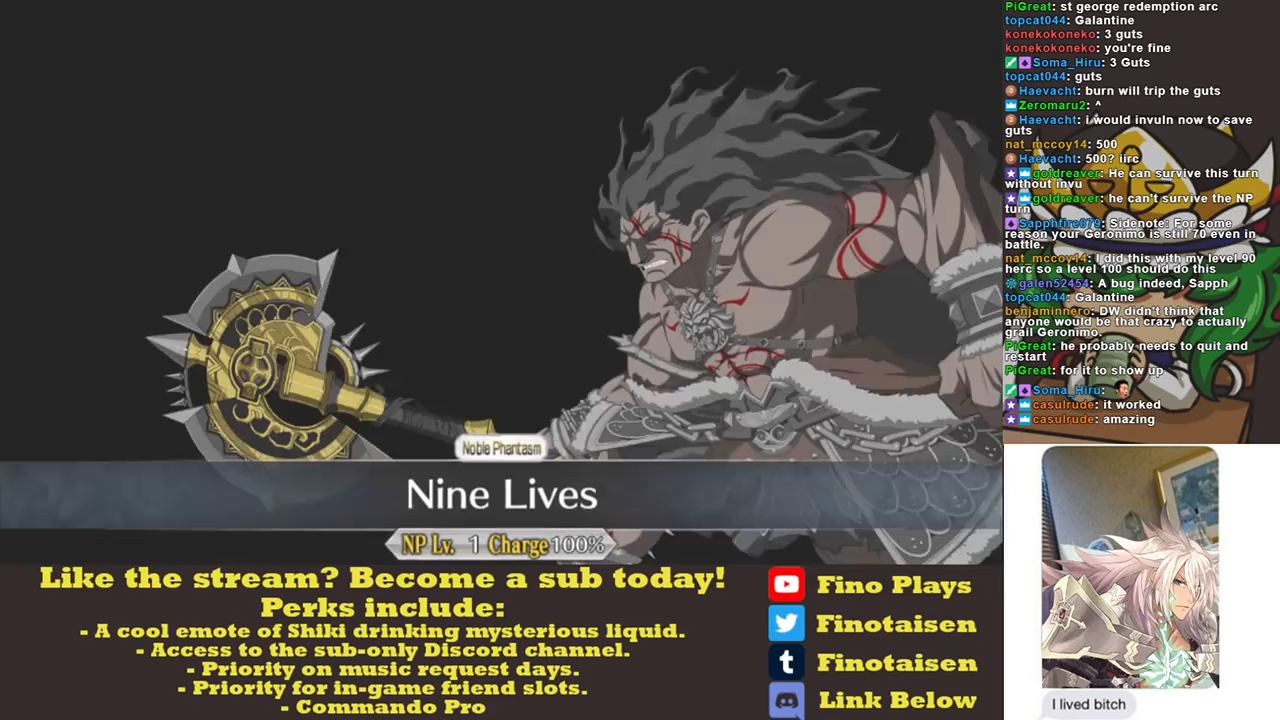 Noble Phantasm
Nine Lives
NP Lv. 1 Charge 100%
Like the stream? Become a sub today!
Perks include:
- A cool emote of Shiki drinking mysterious liquid.
- Access to the sub-only Discord channel.
- Priority on music request days.
- Priority for in-game friend slots.
- Commando Pro
Fino Plays
Finotaisen
Finotaisen
Link Below
PiGreat: st george redemption arc
topcat044: Galantine
konekokoneko: 3 guts
konekokoneko: you're fine
Soma_Hiru: 3 Guts
topcat044: guts
Haevacht: burn will trip the guts
Zeromaru2: ^
Haevacht: i would invuln now to save
guts
nat_mccoy14: 500
Haevacht: 500? iirc
goldreaver: He can survive this turn
without invu
goldreaver: he can't survive the NP
turn
Sapphfire079: Sidenote: For some
reason your Geronimo is still 70 even in
battle.
nat_mccoy14: I did this with my level 90
herc so a level 100 should do this
galen52454: A bug indeed, Sapph
topcat044: Galantine
benjaminnero: DW didn't think that
anyone would be that crazy to actually
grail Geronimo.
PiGreat: he probably needs to quit and
restart
PiGreat: for it to show up
Soma_Hiru:
casulrude: it worked
casulrude: amazing
I lived bitch